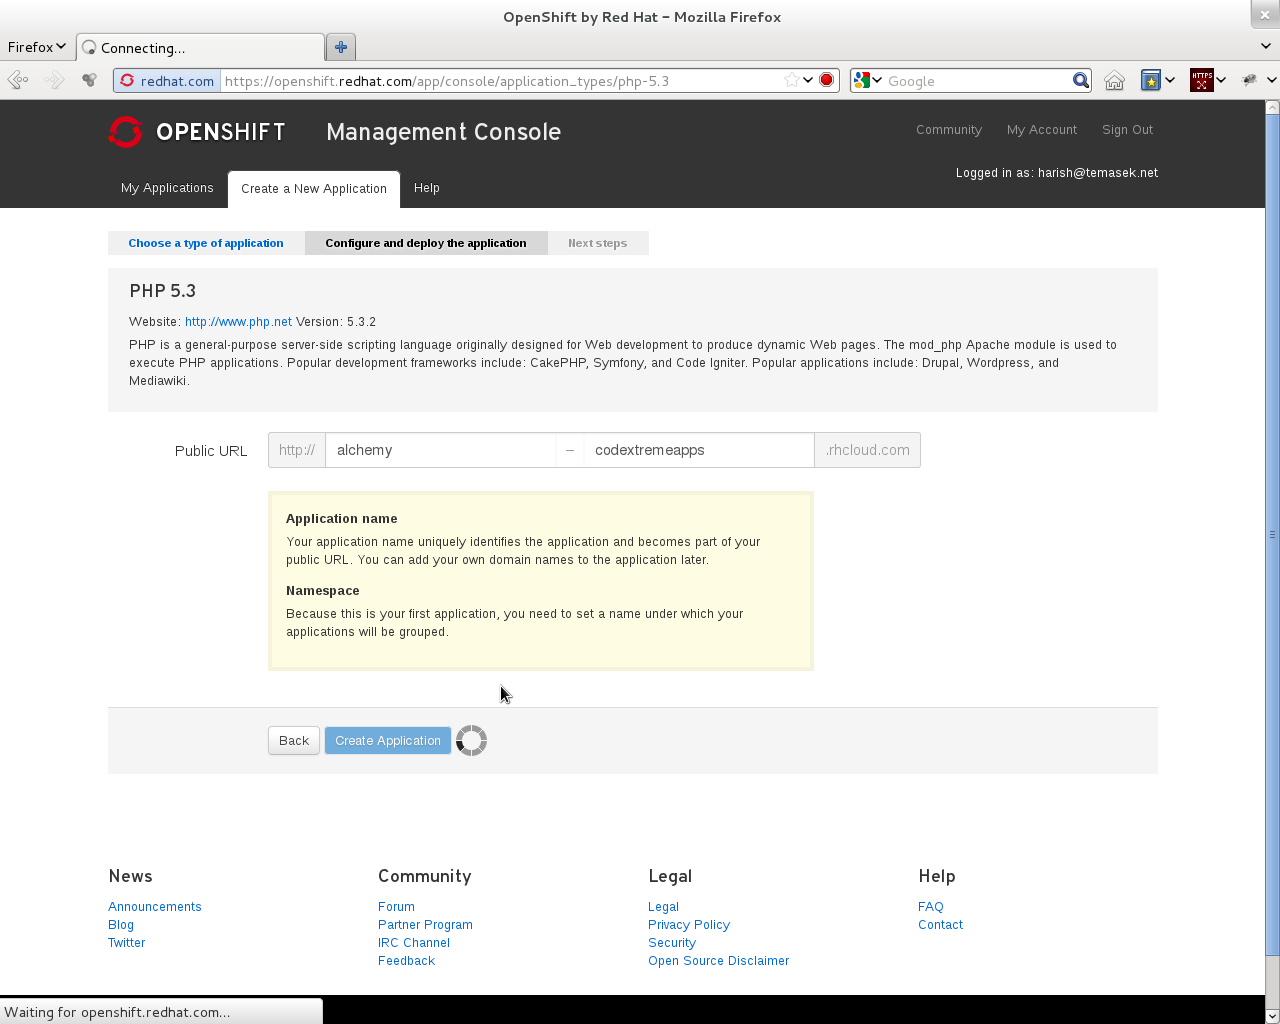 OpenShift by Red Hat – Mozilla Firefox
Firefox
Connecting...
redhat.com
https://openshift.redhat.com/app/console/application_types/php-5.3
Google
HTTPS
OPENSHIFT
Management Console
Community
My Account
Sign Out
Logged in as: harish@temasek.net
My Applications
Create a New Application
Help
Choose a type of application
Configure and deploy the application
Next steps
PHP 5.3
Website: http://www.php.net Version: 5.3.2
PHP is a general-purpose server-side scripting language originally designed for Web development to produce dynamic Web pages. The mod_php Apache module is used to
execute PHP applications. Popular development frameworks include: CakePHP, Symfony, and Code Igniter. Popular applications include: Drupal, Wordpress, and
Mediawiki.
Public URL
http://
alchemy
–
codextremeapps
.rhcloud.com
Application name
Your application name uniquely identifies the application and becomes part of your
public URL. You can add your own domain names to the application later.
Namespace
Because this is your first application, you need to set a name under which your
applications will be grouped.
Back
Create Application
News
Announcements
Blog
Twitter
Community
Forum
Partner Program
IRC Channel
Feedback
Legal
Legal
Privacy Policy
Security
Open Source Disclaimer
Help
FAQ
Contact
Waiting for openshift.redhat.com...